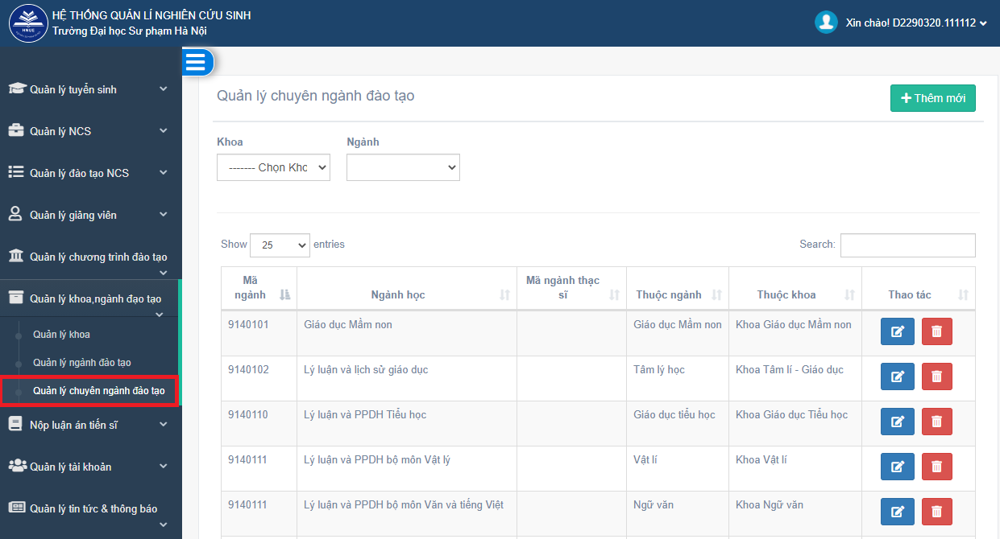 HỆ THỐNG QUẢN LÍ NGHIÊN CỨU SINH
Trường Đại học Sư phạm Hà Nội
HNUE
Xin chào! D2290320.111112
Quản lý tuyển sinh
Quản lý NCS
Quản lý đào tạo NCS
Quản lý giảng viên
Quản lý chương trình đào tạo
Quản lý khoa,ngành đạo tạo
Quản lý khoa
Quản lý ngành đào tạo
Quản lý chuyên ngành đào tạo
Nộp luận án tiến sĩ
Quản lý tài khoản
Quản lý tin tức & thông báo
Quản lý chuyên ngành đào tạo
Thêm mới
Khoa Ngành
------- Chọn Kho
Show 25 entries Search:
Mã ngành Ngành học Mã ngành thạc sĩ Thuộc ngành Thuộc khoa Thao tác
9140101 Giáo dục Mầm non Giáo dục Mầm non Khoa Giáo dục Mầm non
9140102 Lý luận và lịch sử giáo dục Tâm lý học Khoa Tâm lí - Giáo dục
9140110 Lý luận và PPDH Tiểu học Giáo dục tiểu học Khoa Giáo dục Tiểu học
9140111 Lý luận và PPDH bộ môn Vật lý Vật lí Khoa Vật lí
9140111 Lý luận và PPDH bộ môn Văn và tiếng Việt Ngữ văn Khoa Ngữ văn